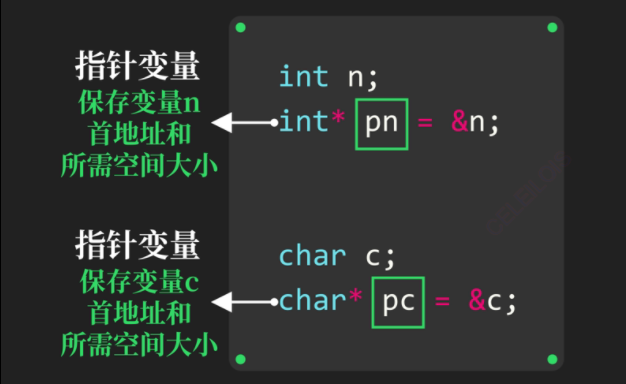 指针变量
保存变量n
首地址和
所需空间大小
int n;
int* pn = &n;
指针变量
保存变量c
首地址和
所需空间大小
char c;
char* pc = &c;